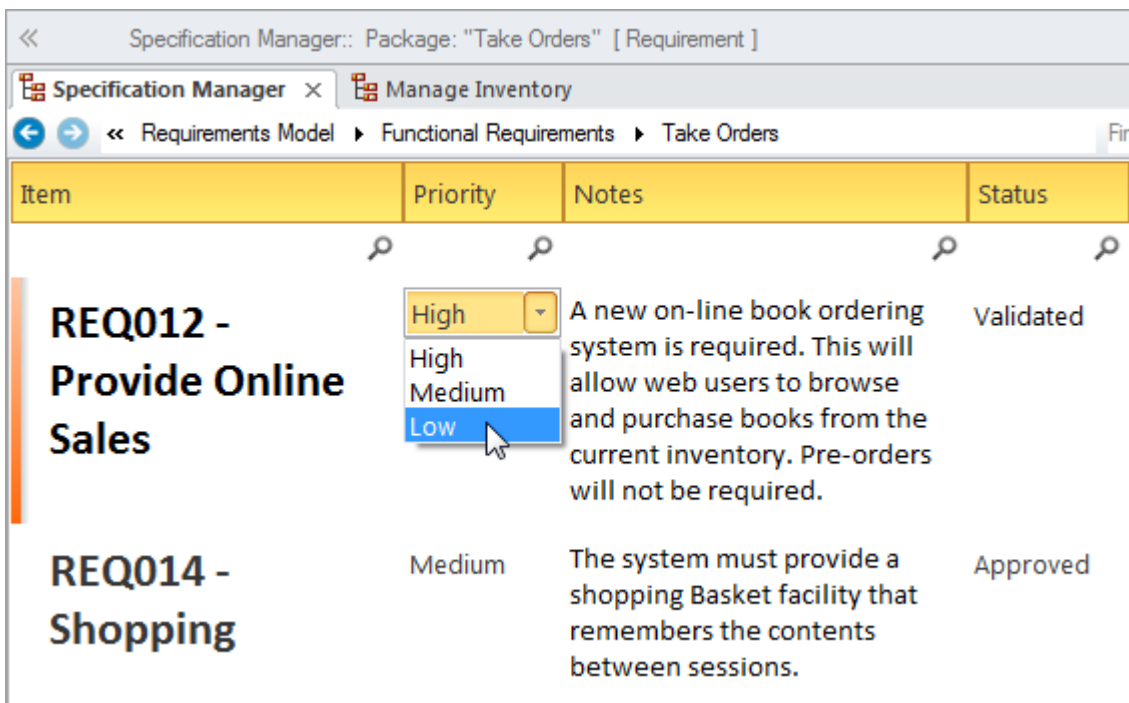 Specification Manager:: Package: "Take Orders" [ Requirement ]
Specification Manager
Manage Inventory
Requirements Model
Functional Requirements
Take Orders
Item
Priority
Notes
Status
REQ012 -
Provide Online
Sales
High
High
Medium
Low
A new on-line book ordering
system is required. This will
allow web users to browse
and purchase books from the
current inventory. Pre-orders
will not be required.
Validated
REQ014 -
Shopping
Medium
The system must provide a
shopping Basket facility that
remembers the contents
between sessions.
Approved